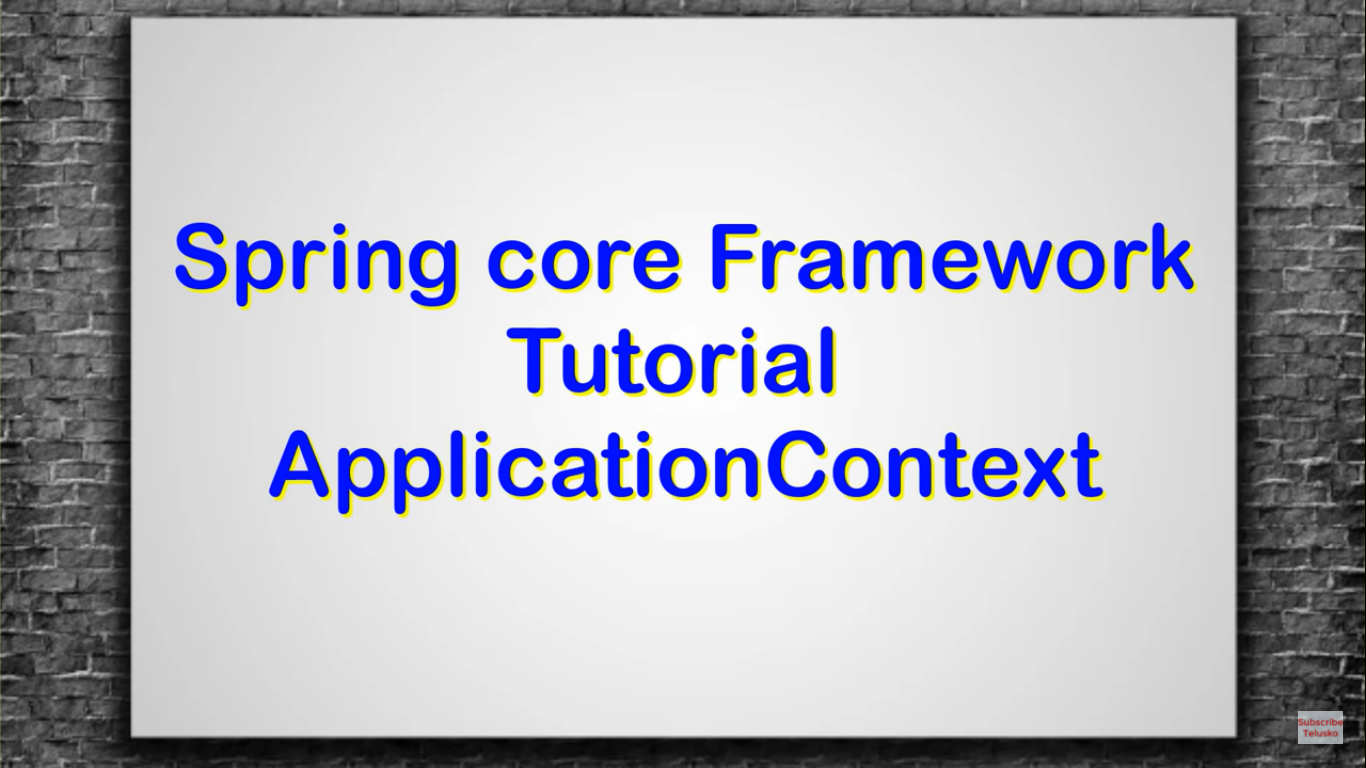 Spring core Framework
Tutorial
ApplicationContext
Subscribe
Telusko